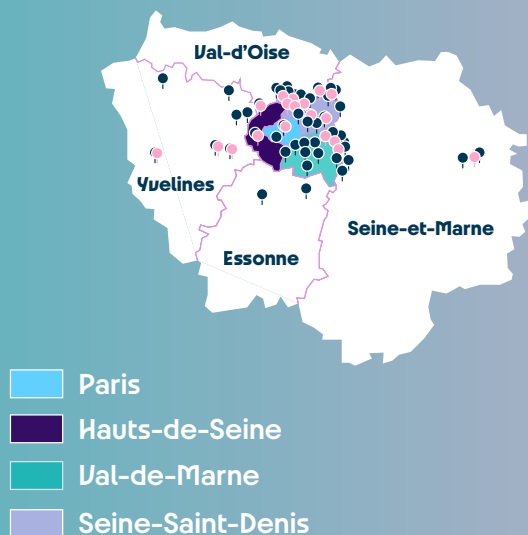 Val-d'Oise
Yvelines
Seine-et-Marne
Essonne
Paris
Hauts-de-Seine
Val-de-Marne
Seine-Saint-Denis